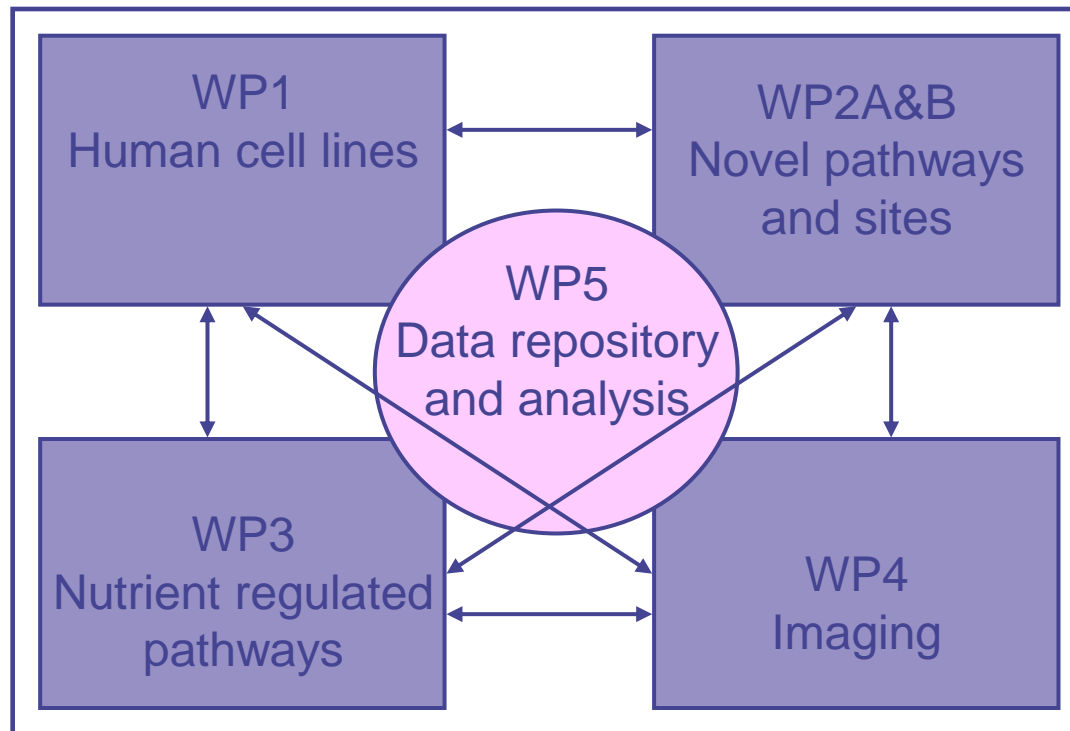 WP1
Human cell lines
WP2A&B
Novel pathways
and sites
WP5
Data repository
and analysis
WP3
Nutrient regulated
pathways
WP4
Imaging